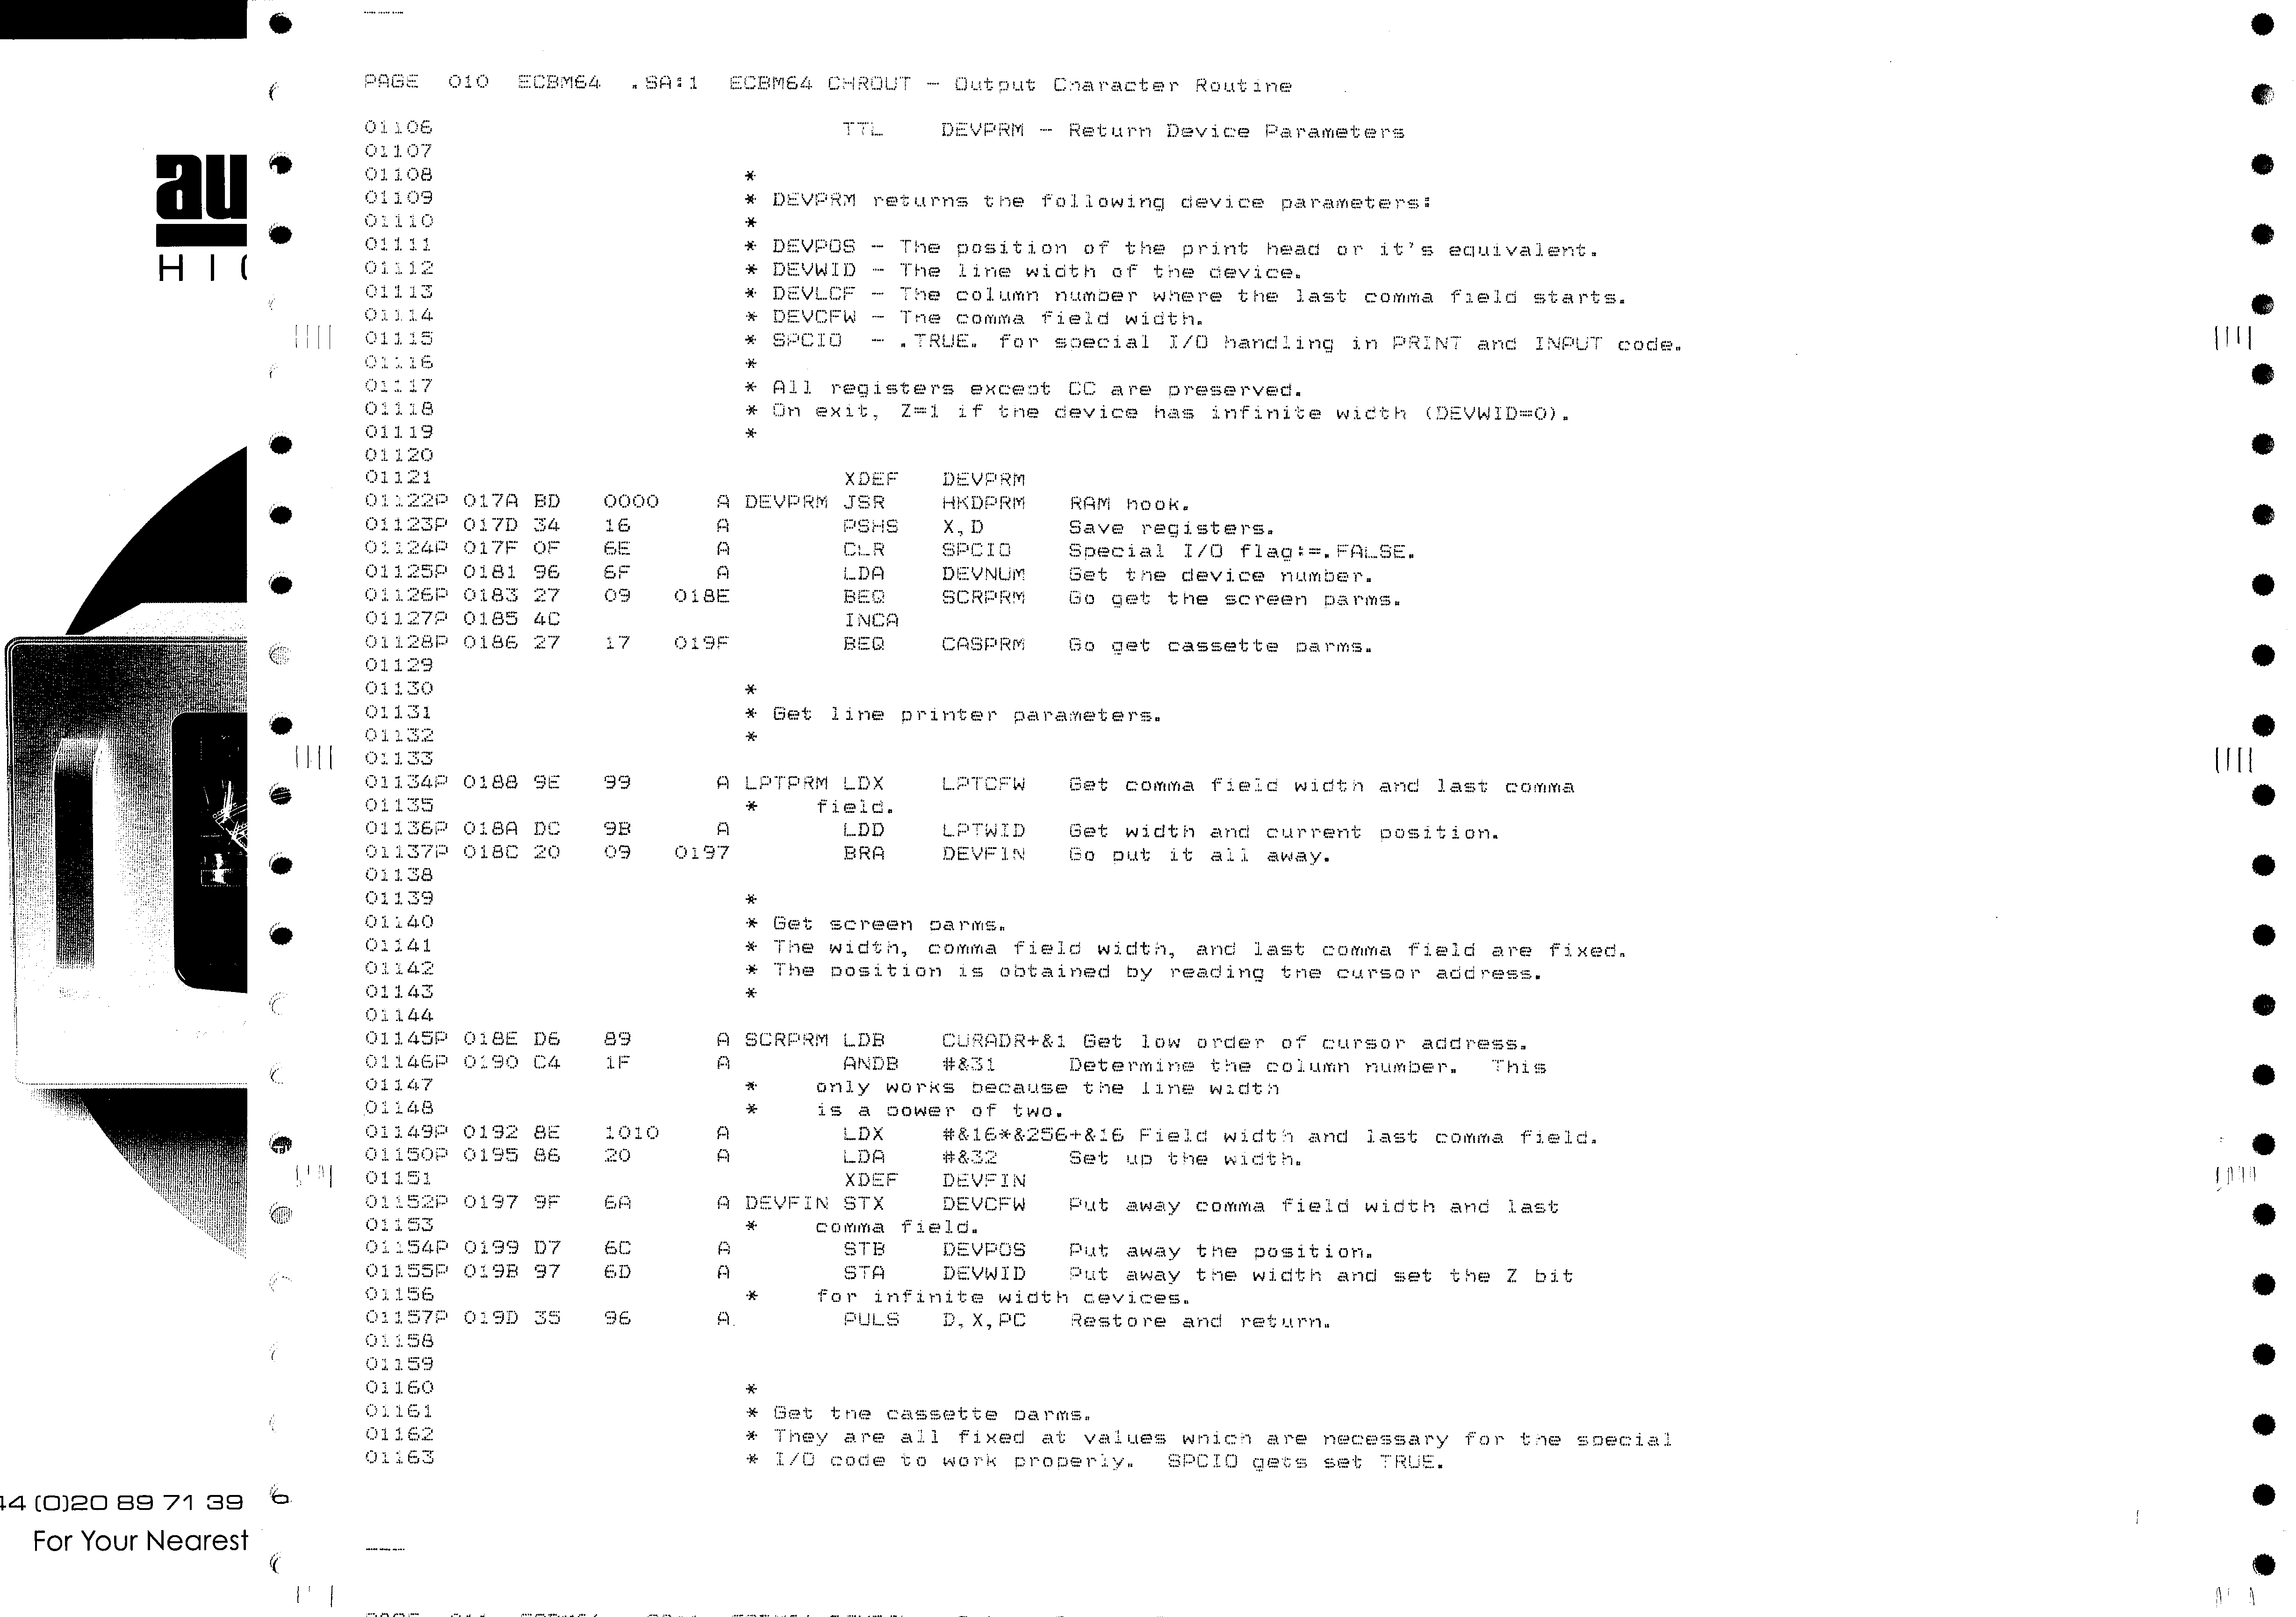 au
HI
44 (0)20 89 71 39
For Your Nearest
PAGE 010 ECBM64 .SA:1 ECBM64 CHROUT - Output Character Routine
01106 TTL DEVPRM - Return Device Parameters
01107
01108 *
01109 * DEVPRM returns the following device parameters:
01110 *
01111 * DEVPOS - The position of the print head or it's equivalent.
01112 * DEVWID - The line width of the device.
01113 * DEVLCF - The column number where the last comma field starts.
01114 * DEVCFW - The comma field width.
01115 * SPCIO - .TRUE. for special I/O handling in PRINT and INPUT code.
01116 *
01117 * All registers except CC are preserved.
01118 * On exit, Z=1 if the device has infinite width (DEVWID=0).
01119 *
01120
01121 XDEF DEVPRM
01122P 017A BD 0000 A DEVPRM JSR HKDPRM RAM hook.
01123P 017D 34 16 A PSHS X,D Save registers.
01124P 017F 0F 6E A CLR SPCIO Special I/O flag:=.FALSE.
01125P 0181 96 6F A LDA DEVNUM Get the device number.
01126P 0183 27 09 018E BEQ SCRPRM Go get the screen parms.
01127P 0185 4C INCA
01128P 0186 27 17 019F BEQ CASPRM Go get cassette parms.
01129
01130 *
01131 * Get line printer parameters.
01132 *
01133
01134P 0188 9E 99 A LPTPRM LDX LPTCFW Get comma field width and last comma
01135 * field.
01136P 018A DC 9B A LDD LPTWID Get width and current position.
01137P 018C 20 09 0197 BRA DEVFIN Go put it all away.
01138
01139 *
01140 * Get screen parms.
01141 * The width, comma field width, and last comma field are fixed.
01142 * The position is obtained by reading the cursor address.
01143 *
01144
01145P 018E D6 89 A SCRPRM LDB CURADR+&1 Get low order of cursor address.
01146P 0190 C4 1F A ANDB #&31 Determine the column number. This
01147 * only works because the line width
01148 * is a power of two.
01149P 0192 8E 1010 A LDX #&16*&256+&16 Field width and last comma field.
01150P 0195 86 20 A LDA #&32 Set up the width.
01151 XDEF DEVFIN
01152P 0197 9F 6A A DEVFIN STX DEVCFW Put away comma field width and last
01153 * comma field.
01154P 0199 D7 6C A STB DEVPOS Put away the position.
01155P 019B 97 6D A STA DEVWID Put away the width and set the Z bit
01156 * for infinite width devices.
01157P 019D 35 96 A PULS D,X,PC Restore and return.
01158
01159
01160 *
01161 * Get the cassette parms.
01162 * They are all fixed at values which are necessary for the special
01163 * I/O code to work properly. SPCIO gets set TRUE.